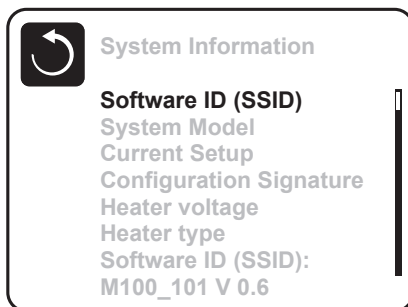 System Information
Software ID (SSID)
System Model
Current Setup
Configuration Signature
Heater voltage
Heater type
Software ID (SSID):
M100_101 V 0.6